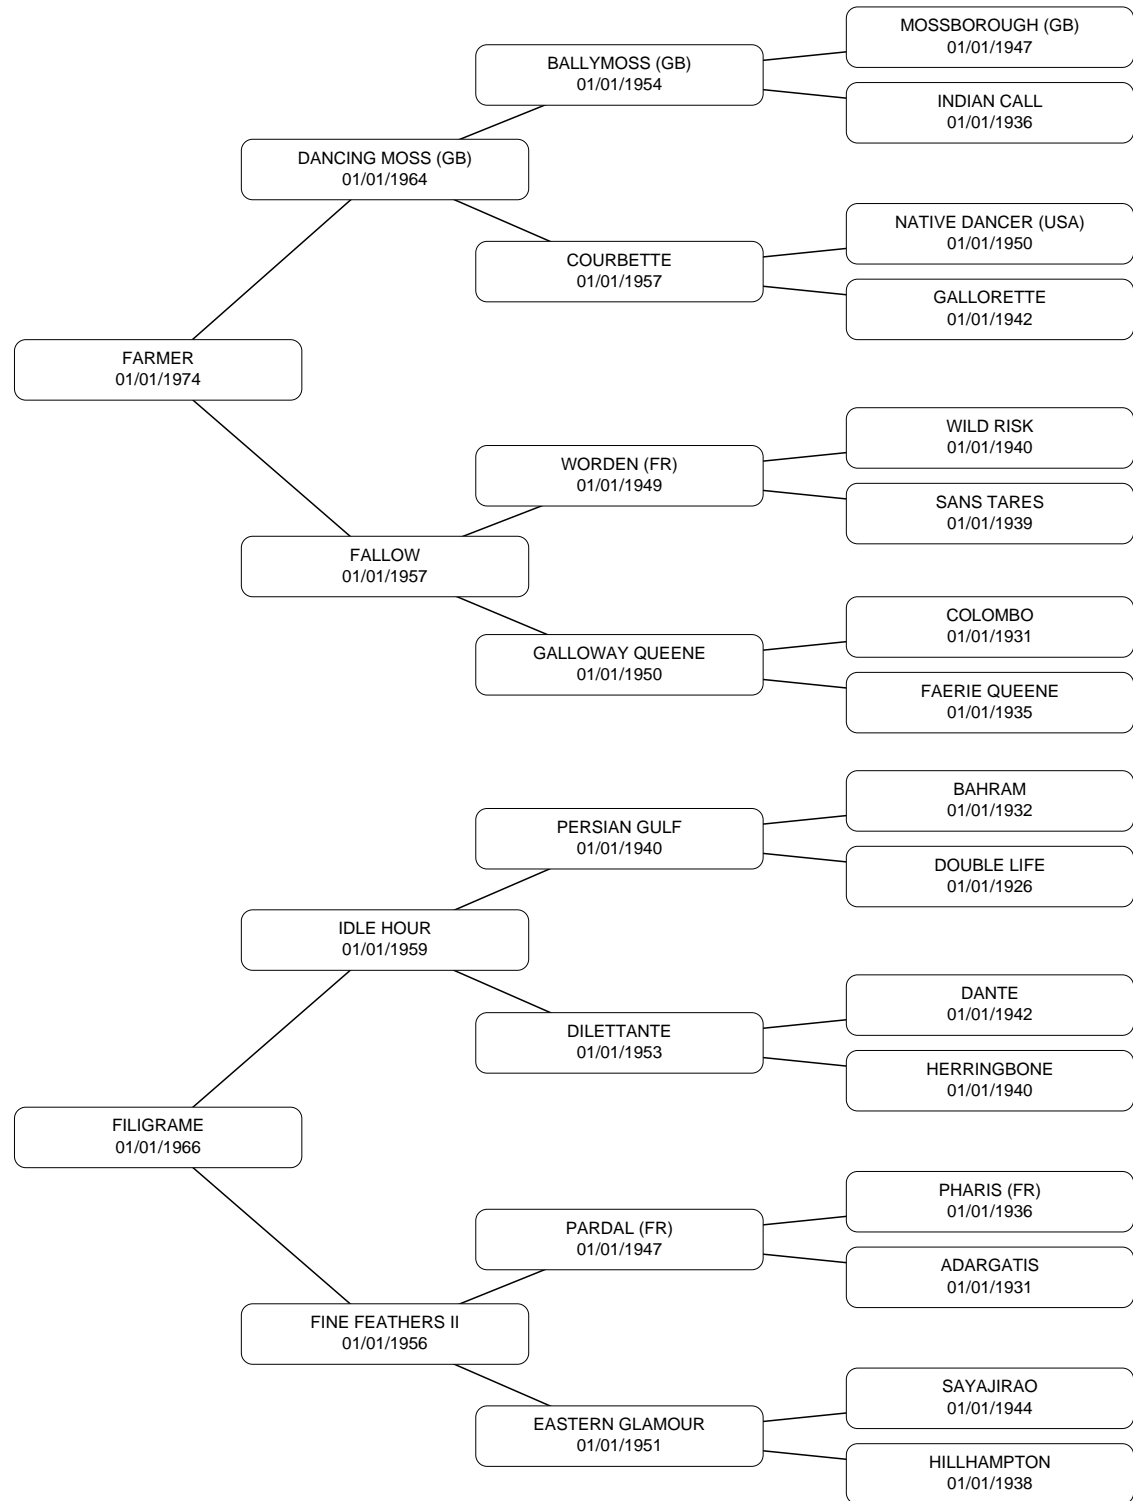 MOSSBOROUGH (GB)
01/01/1947
BALLYMOSS (GB)
01/01/1954
INDIAN CALL
01/01/1936
DANCING MOSS (GB)
01/01/1964
NATIVE DANCER (USA)
01/01/1950
COURBETTE
01/01/1957
GALLORETTE
01/01/1942
FARMER
01/01/1974
WILD RISK
01/01/1940
WORDEN (FR)
01/01/1949
SANS TARES
01/01/1939
FALLOW
01/01/1957
COLOMBO
01/01/1931
GALLOWAY QUEENE
01/01/1950
FAERIE QUEENE
01/01/1935
BAHRAM
01/01/1932
PERSIAN GULF
01/01/1940
DOUBLE LIFE
01/01/1926
IDLE HOUR
01/01/1959
DANTE
01/01/1942
DILETTANTE
01/01/1953
HERRINGBONE
01/01/1940
FILIGRAME
01/01/1966
PHARIS (FR)
01/01/1936
PARDAL (FR)
01/01/1947
ADARGATIS
01/01/1931
FINE FEATHERS II
01/01/1956
SAYAJIRAO
01/01/1944
EASTERN GLAMOUR
01/01/1951
HILLHAMPTON
01/01/1938